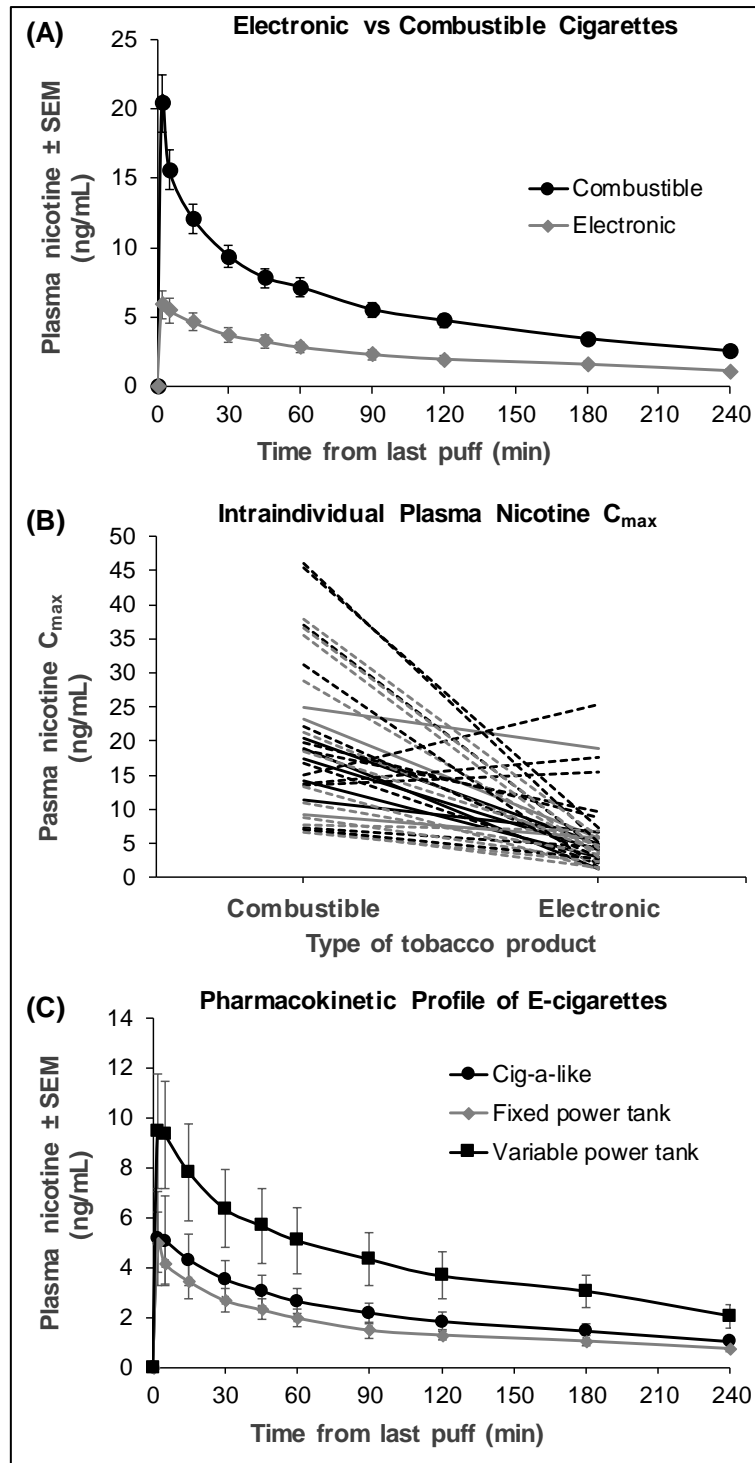 (A) Electronic vs Combustible Cigarettes
Plasma nicotine ± SEM
(ng/mL)
25
20
15
10
5
0
Combustible
Electronic
0 30 60 90 120 150 180 210 240
Time from last puff (min)
(B) Intraindividual Plasma Nicotine Cmax
Pasma nicotine Cmax
(ng/mL)
50
45
40
35
30
25
20
15
10
5
0
Combustible Electronic
Type of tobacco product
(C) Pharmacokinetic Profile of E-cigarettes
Plasma nicotine ± SEM
(ng/mL)
14
12
10
8
6
4
2
0
Cig-a-like
Fixed power tank
Variable power tank
0 30 60 90 120 150 180 210 240
Time from last puff (min)